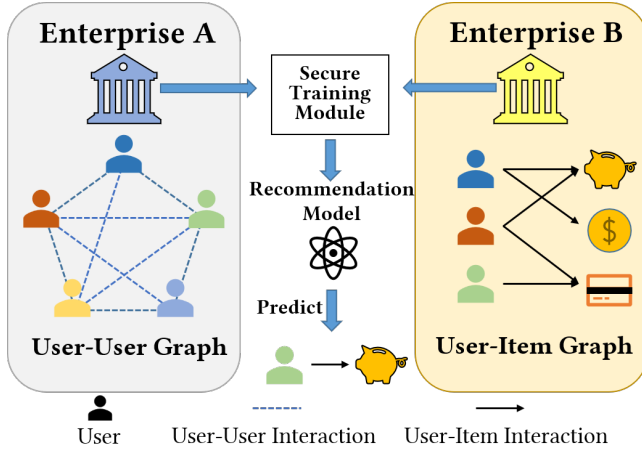 Enterprise A
Enterprise B
Secure
Training
Module
Recommendation
Model
$
Predict
User-User Graph
User-Item Graph
User
User-User Interaction
User-Item Interaction